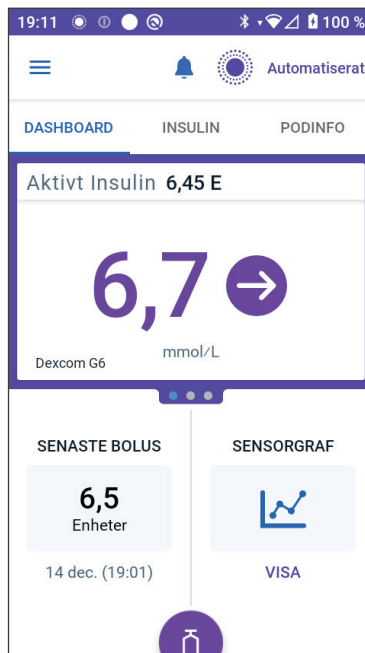 19:11 100 %
Automatiserat
DASHBOARD INSULIN PODINFO
Aktivt Insulin 6,45 E
6,7
mmol/L
Dexcom G6
SENASTE BOLUS SENSORGRAF
6,5
Enheter
14 dec. (19:01) VISA